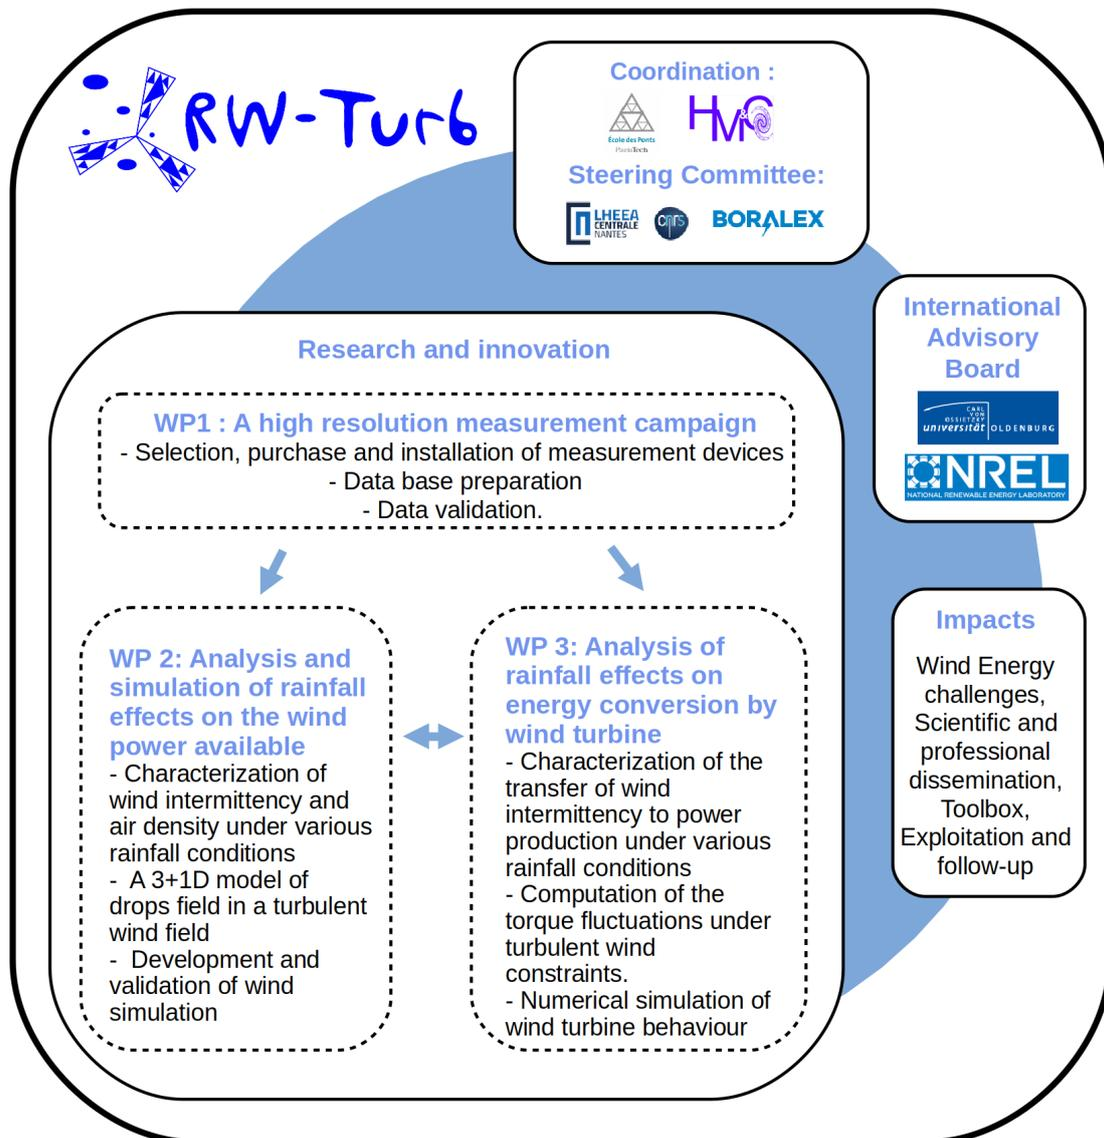 RW-Turb
Coordination :
École des Ponts
ParisTech
HM&C
Steering Committee:
LHEEA
CENTRALE
NANTES
cnrs
BORALEX
International
Advisory
Board
CARL
VON
OSSIETZKY
universität OLDENBURG
NREL
NATIONAL RENEWABLE ENERGY LABORATORY
Research and innovation
WP1 : A high resolution measurement campaign
- Selection, purchase and installation of measurement devices
- Data base preparation
- Data validation.
WP 2: Analysis and
simulation of rainfall
effects on the wind
power available
- Characterization of
wind intermittency and
air density under various
rainfall conditions
-  A 3+1D model of
drops field in a turbulent
wind field
-  Development and
validation of wind
simulation
WP 3: Analysis of
rainfall effects on
energy conversion by
wind turbine
- Characterization of the
transfer of wind
intermittency to power
production under various
rainfall conditions
- Computation of the
torque fluctuations under
turbulent wind
constraints.
- Numerical simulation of
wind turbine behaviour
Impacts
Wind Energy
challenges,
Scientific and
professional
dissemination,
Toolbox,
Exploitation and
follow-up